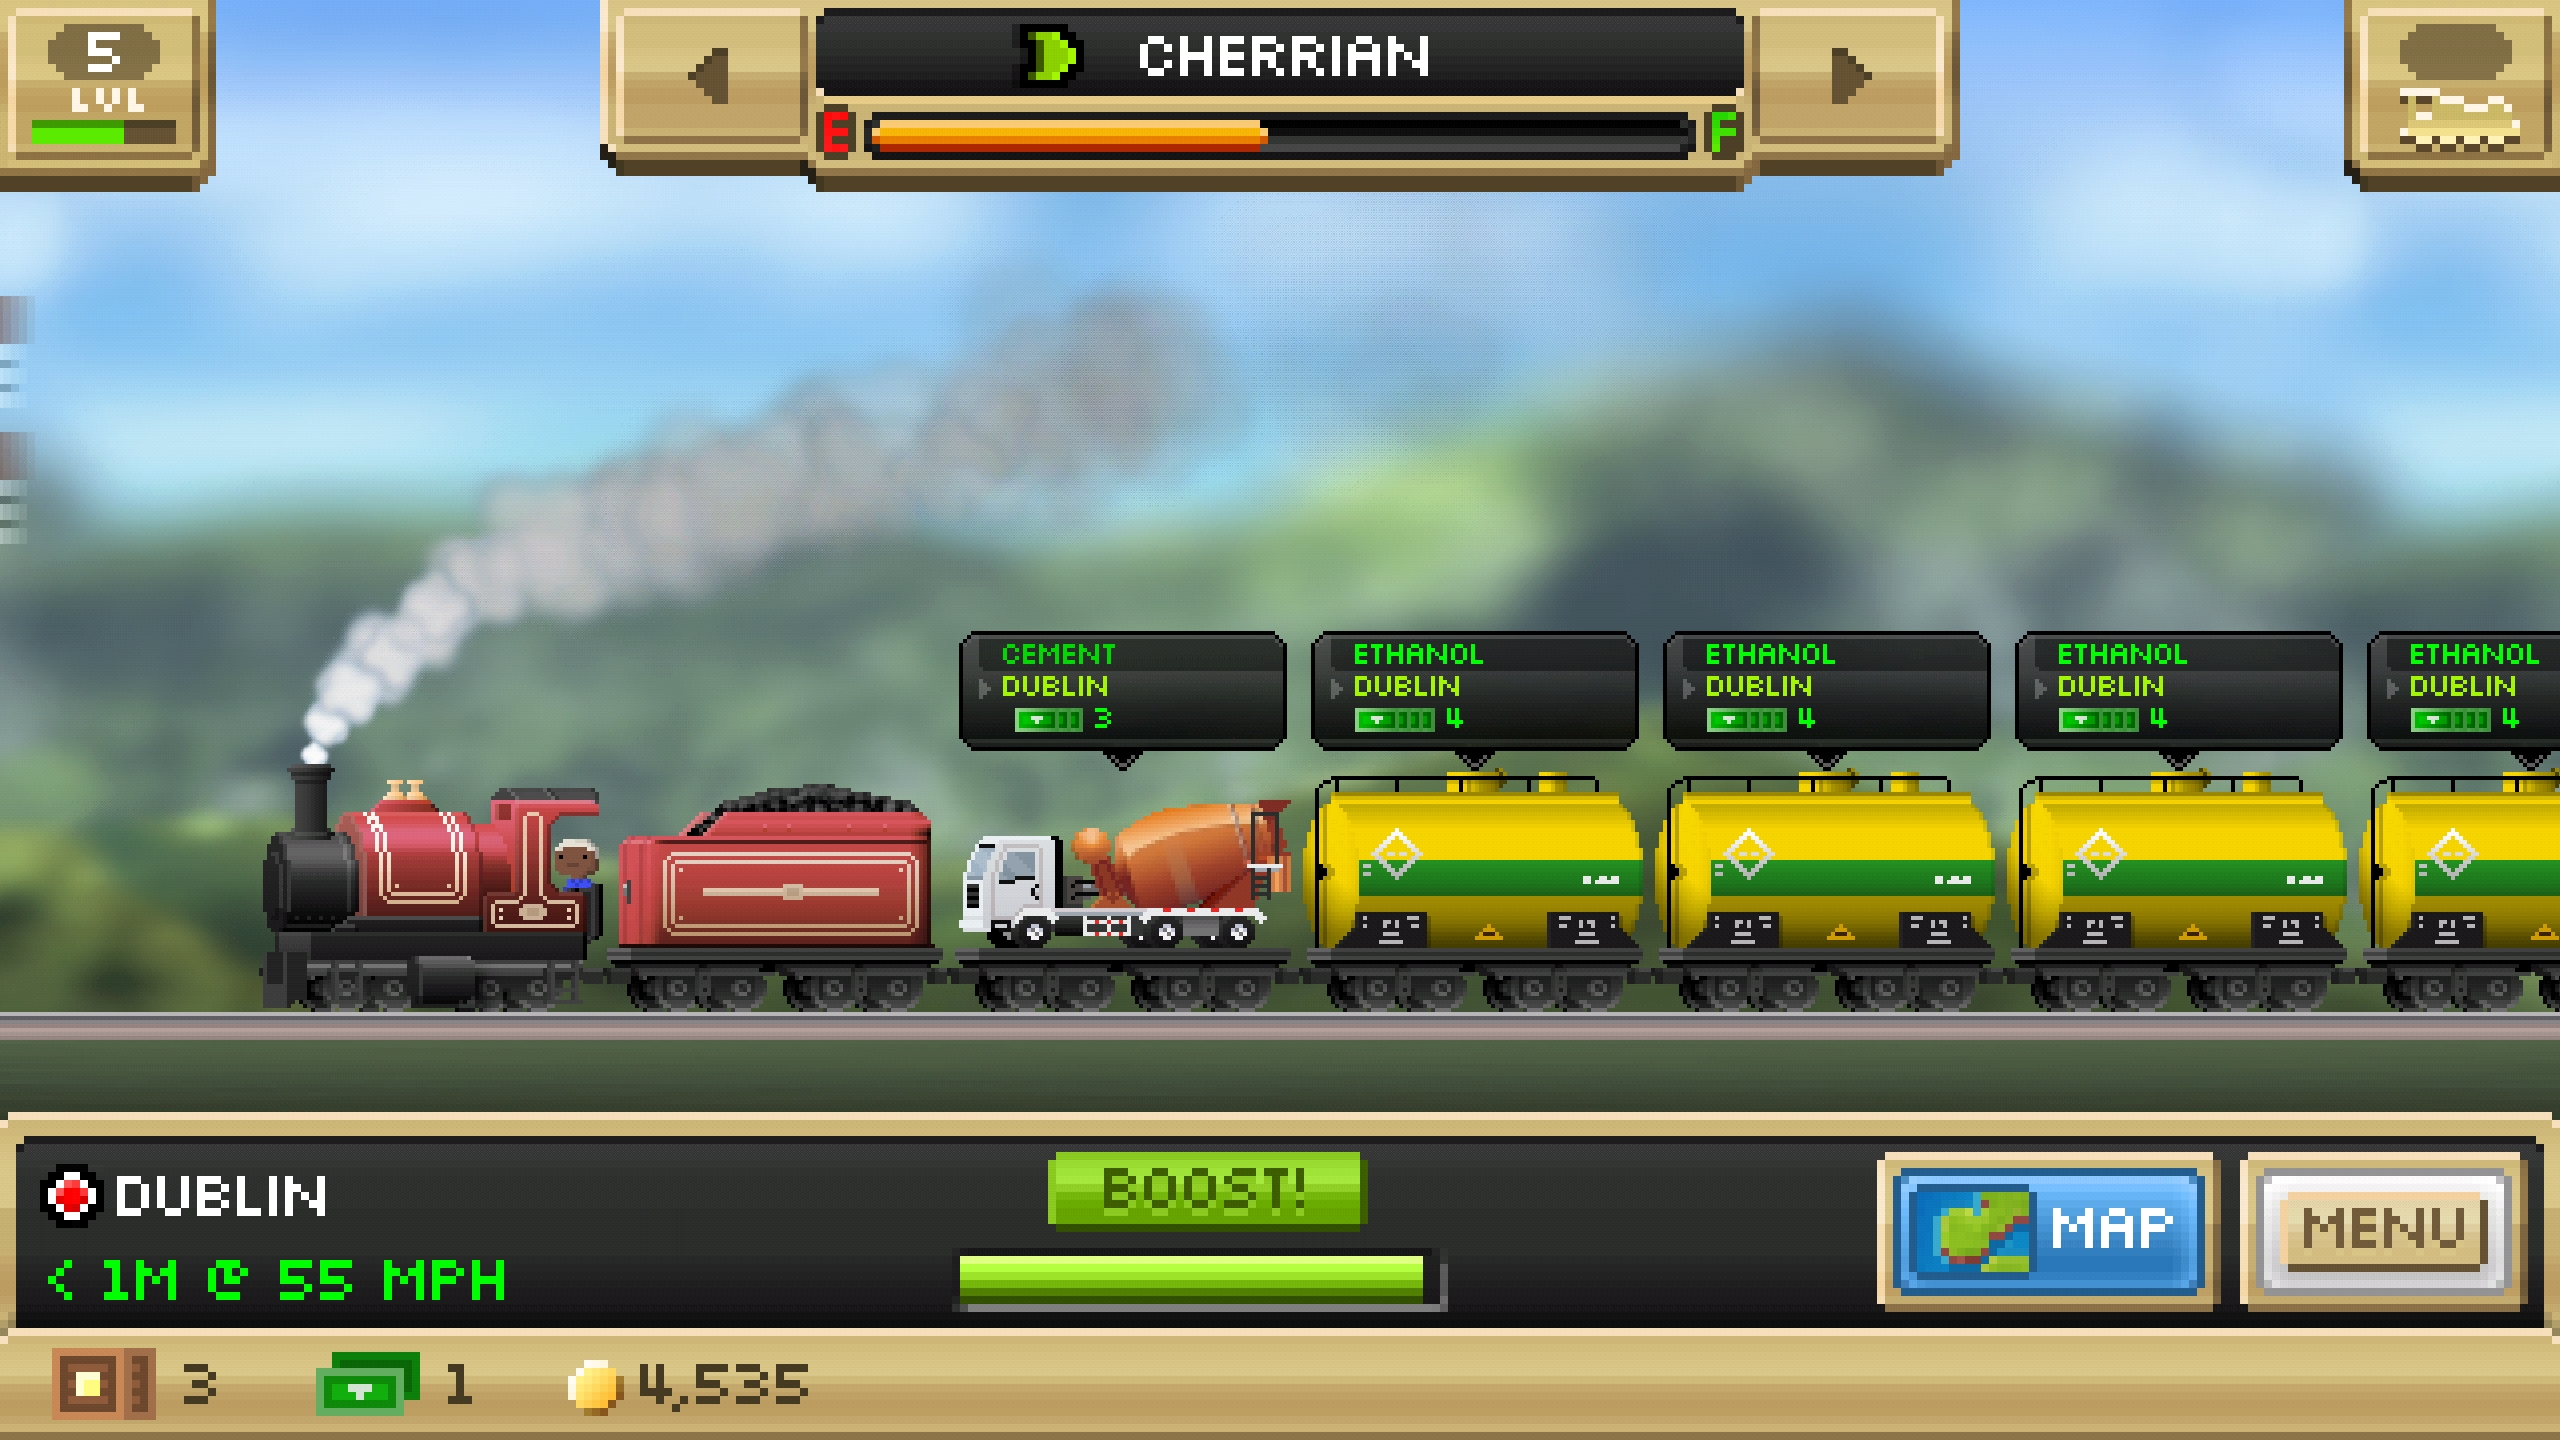 5
LVL
CHERRIAN
E F
CEMENT
DUBLIN
3
ETHANOL
DUBLIN
4
ETHANOL
DUBLIN
4
ETHANOL
DUBLIN
4
ETHANOL
DUBLIN
4
DUBLIN
< 1M @ 55 MPH
BOOST!
MAP
MENU
3
1
4,535